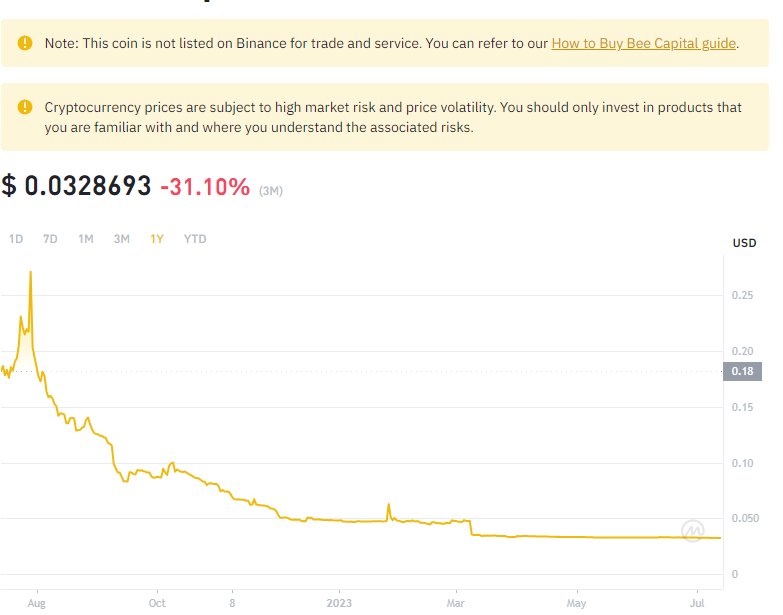 Note: This coin is not listed on Binance for trade and service. You can refer to our How to Buy Bee Capital guide.
Cryptocurrency prices are subject to high market risk and price volatility. You should only invest in products that
you are familiar with and where you understand the associated risks.
$ 0.0328693 -31.10% (3M)
1D 7D 1M 3M 1Y YTD
USD
0.25
0.20
0.18
0.15
0.10
0.050
0
Aug Oct 8 2023 Mar May Jul